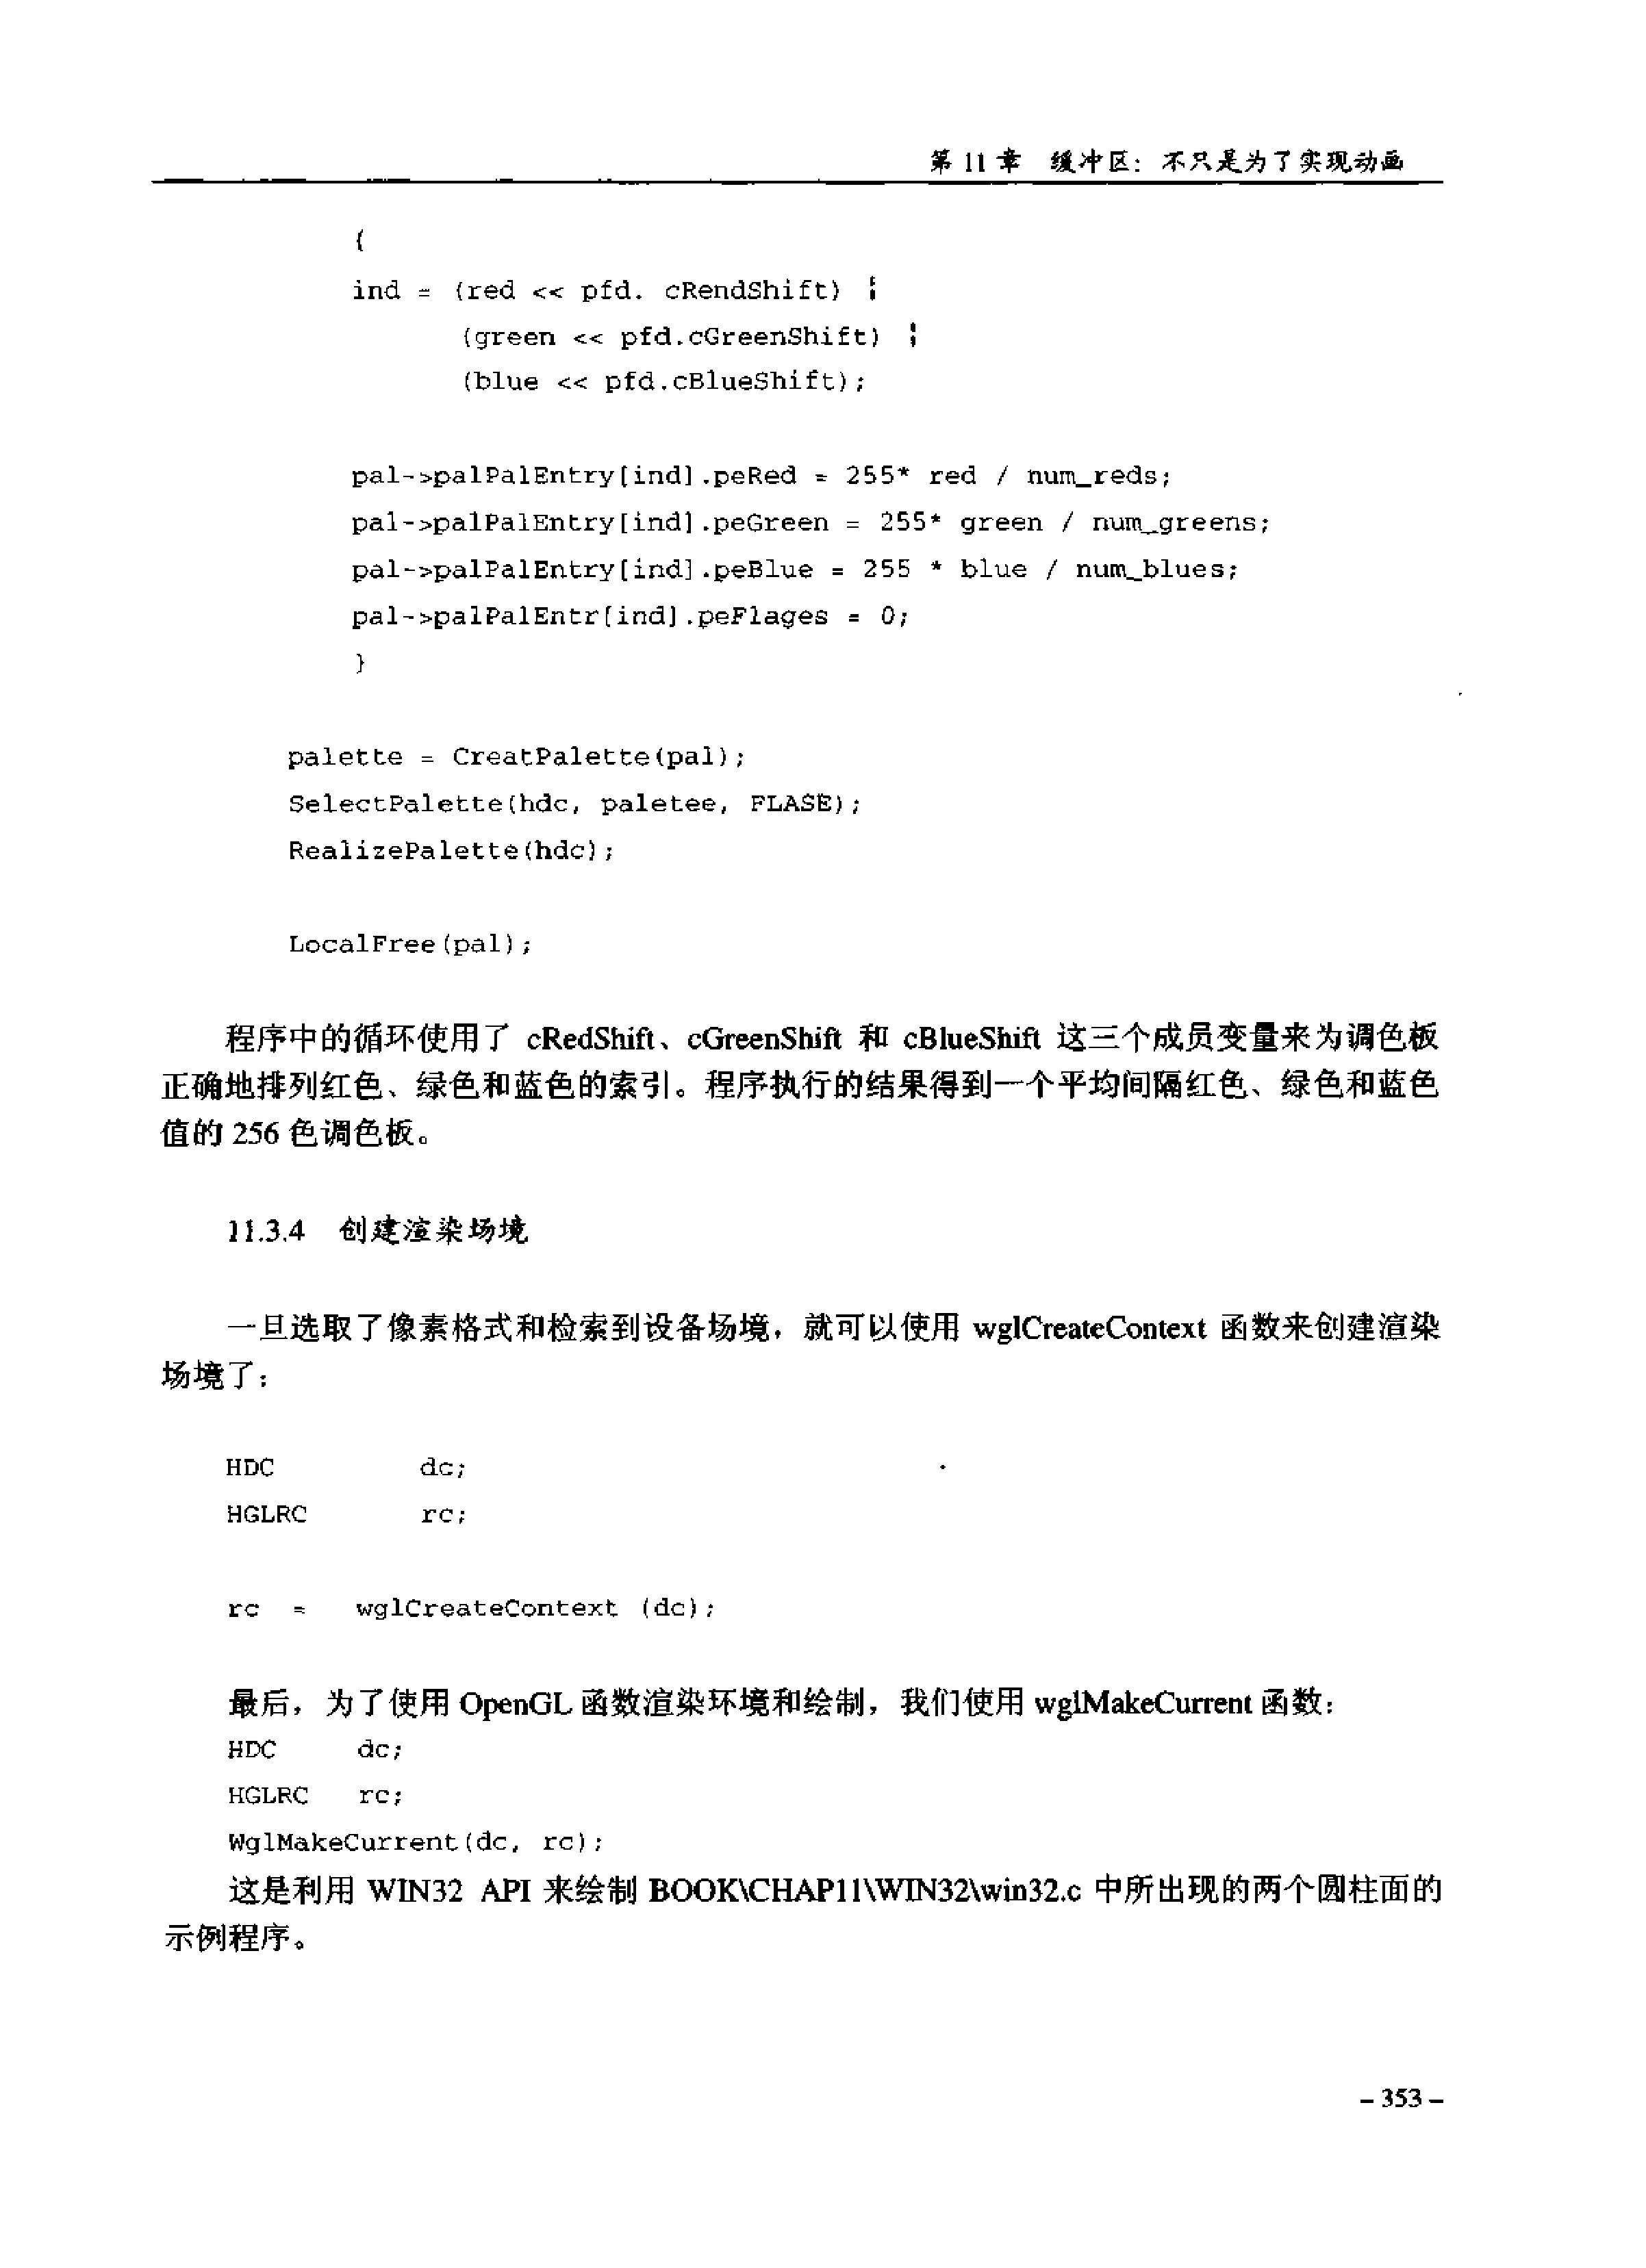 第 11 章　缓冲区：不只是为了实现动画
{
ind = (red << pfd. cRendShift) ¦
(green << pfd.cGreenShift) ¦
(blue << pfd.cBlueShift);
pal->palPalEntry[ind].peRed = 255* red / num_reds;
pal->palPalEntry[ind].peGreen = 255* green / num_greens;
pal->palPalEntry[ind].peBlue = 255 * blue / num_blues;
pal->palPalEntr[ind].peFlages = 0;
}
palette = CreatPalette(pal);
SelectPalette(hdc, paletee, FLASE);
RealizePalette(hdc);
LocalFree(pal);
程序中的循环使用了 cRedShift、cGreenShift 和 cBlueShift 这三个成员变量来为调色板
正确地排列红色、绿色和蓝色的索引。程序执行的结果得到一个平均间隔红色、绿色和蓝色
值的 256 色调色板。
11.3.4　创建渲染场境
一旦选取了像素格式和检索到设备场境，就可以使用 wglCreateContext 函数来创建渲染
场境了：
HDC dc;
HGLRC rc;
rc = wglCreateContext (dc);
最后，为了使用 OpenGL 函数渲染环境和绘制，我们使用 wglMakeCurrent 函数：
HDC dc;
HGLRC rc;
WglMakeCurrent(dc, rc);
这是利用 WIN32 API 来绘制 BOOK\CHAP11\WIN32\win32.c 中所出现的两个圆柱面的
示例程序。
– 353 –